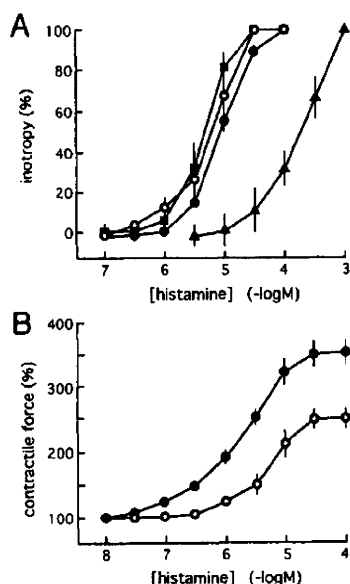 A
100
80
60
40
20
0
inotropy (%)
7 6 5 4 3
[histamine] (-logM)
B
400
300
200
100
contractile force (%)
8 7 6 5 4
[histamine] (-logM)